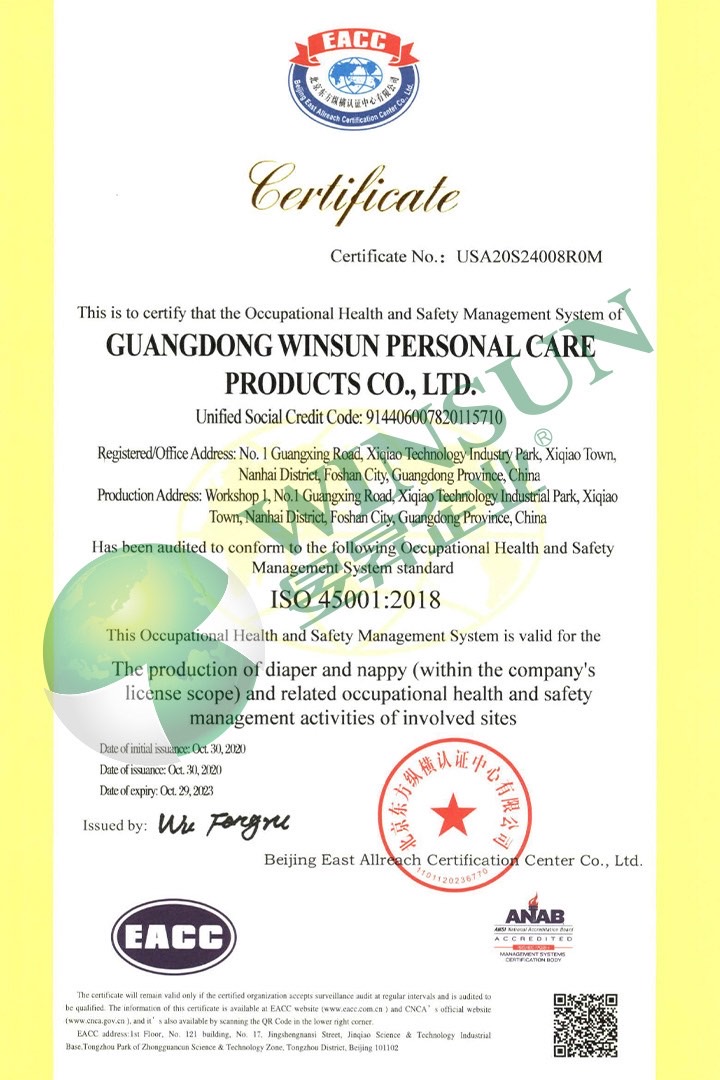 EACC
北京东方纵横认证中心有限公司
Beijing East Allreach Certification Center Co., Ltd.
Certificate
Certificate No.: USA20S24008R0M
This is to certify that the Occupational Health and Safety Management System of
GUANGDONG WINSUN PERSONAL CARE
PRODUCTS CO., LTD.
Unified Social Credit Code: 914406007820115710
Registered/Office Address: No. 1 Guangxing Road, Xiqiao Technology Industry Park, Xiqiao Town,
Nanhai District, Foshan City, Guangdong Province, China
Production Address: Workshop 1, No.1 Guangxing Road, Xiqiao Technology Industrial Park, Xiqiao
Town, Nanhai District, Foshan City, Guangdong Province, China
WINSUN®
Has been audited to conform to the following Occupational Health and Safety
Management System standard
ISO 45001:2018
This Occupational Health and Safety Management System is valid for the
The production of diaper and nappy (within the company's
license scope) and related occupational health and safety
management activities of involved sites
Date of initial issuance: Oct. 30, 2020
Date of issuance: Oct. 30, 2020
Date of expiry: Oct. 29, 2023
Issued by: Wu Fengyu
北京东方纵横认证中心有限公司
1101120236770
Beijing East Allreach Certification Center Co., Ltd.
EACC
ANAB
ANSI National Accreditation Board
ACCREDITED
MANAGEMENT SYSTEMS
CERTIFICATION BODY
The certificate will remain valid only if the certified organization accepts surveillance audit at regular intervals and is audited to
be qualified. The information of this certificate is available at EACC website (www.eacc.com.cn ) and CNCA's official website
(www.cnca.gov.cn ), and it's also available by scanning the QR Code in the lower right corner.
EACC address:1st Floor, No. 121 building, No. 17, Jingshengnansi Street, Jinqiao Science & Technology Industrial
Base,Tongzhou Park of Zhongguancun Science & Technology Zone, Tongzhou District, Beijing 101102